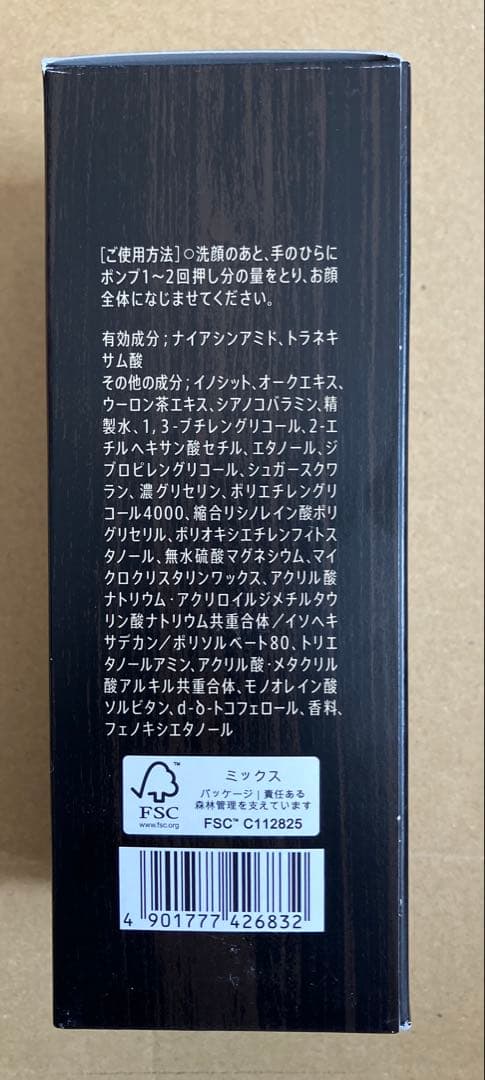 [ご使用方法]○洗顔のあと、手のひらに
ポンプ1〜2回押し分の量をとり、お顔
全体になじませてください。
有効成分;ナイアシンアミド、トラネキ
サム酸
その他の成分;イノシット、オークエキス、
ウーロン茶エキス、シアノコバラミン、精
製水、1,3-ブチレングリコール、2-エ
チルヘキサン酸セチル、エタノール、ジ
プロピレングリコール、シュガースクワ
ラン、濃グリセリン、ポリエチレングリ
コール4000、縮合リシノレイン酸ポリ
グリセリル、ポリオキシエチレンフィトス
タノール、無水硫酸マグネシウム、マイ
クロクリスタリンワックス、アクリル酸
ナトリウム・アクリロイルジメチルタウ
リン酸ナトリウム共重合体/イソヘキ
サデカン/ポリソルベート80、トリエ
タノールアミン、アクリル酸・メタクリル
酸アルキル共重合体、モノオレイン酸
ソルビタン、d-δ-トコフェロール、香料、
フェノキシエタノール
FSC
www.fsc.org
ミックス
パッケージ|責任ある
森林管理を支えています
FSC™ C112825
4 901777 426832